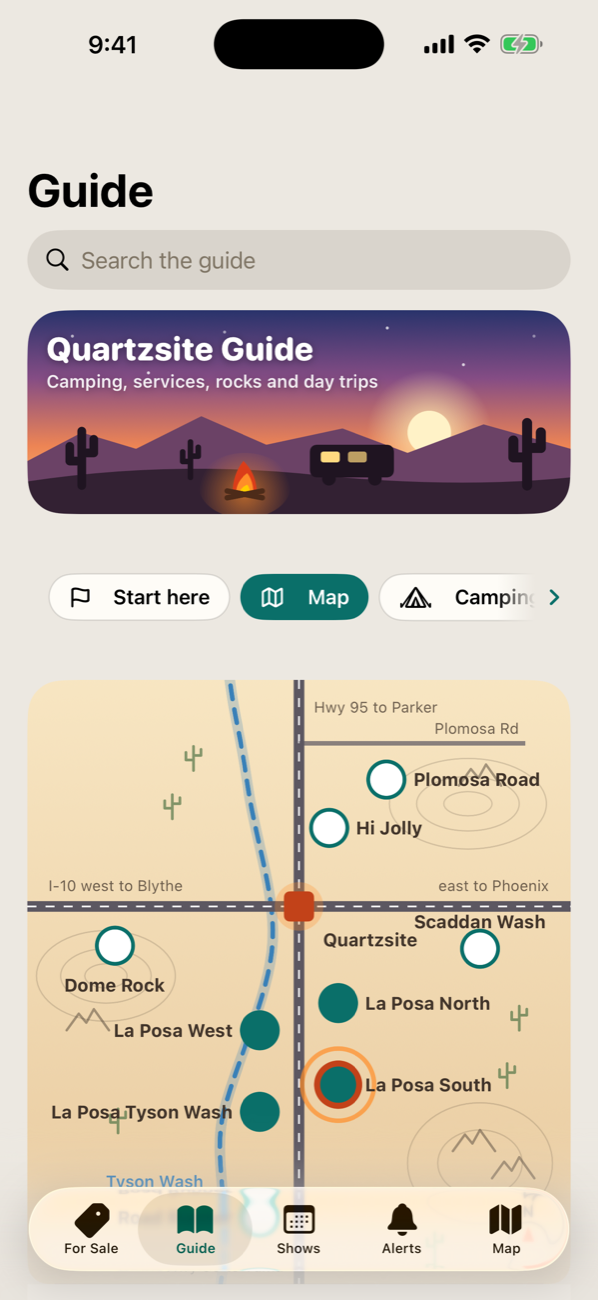 9:41
Guide
Search the guide
Quartzsite Guide
Camping, services, rocks and day trips
Start here
Map
Camping
Hwy 95 to Parker
Plomosa Rd
Plomosa Road
Hi Jolly
I-10 west to Blythe
east to Phoenix
Scaddan Wash
Quartzsite
Dome Rock
La Posa North
La Posa West
La Posa South
La Posa Tyson Wash
Tyson Wash
For Sale
Guide
Shows
Alerts
Map